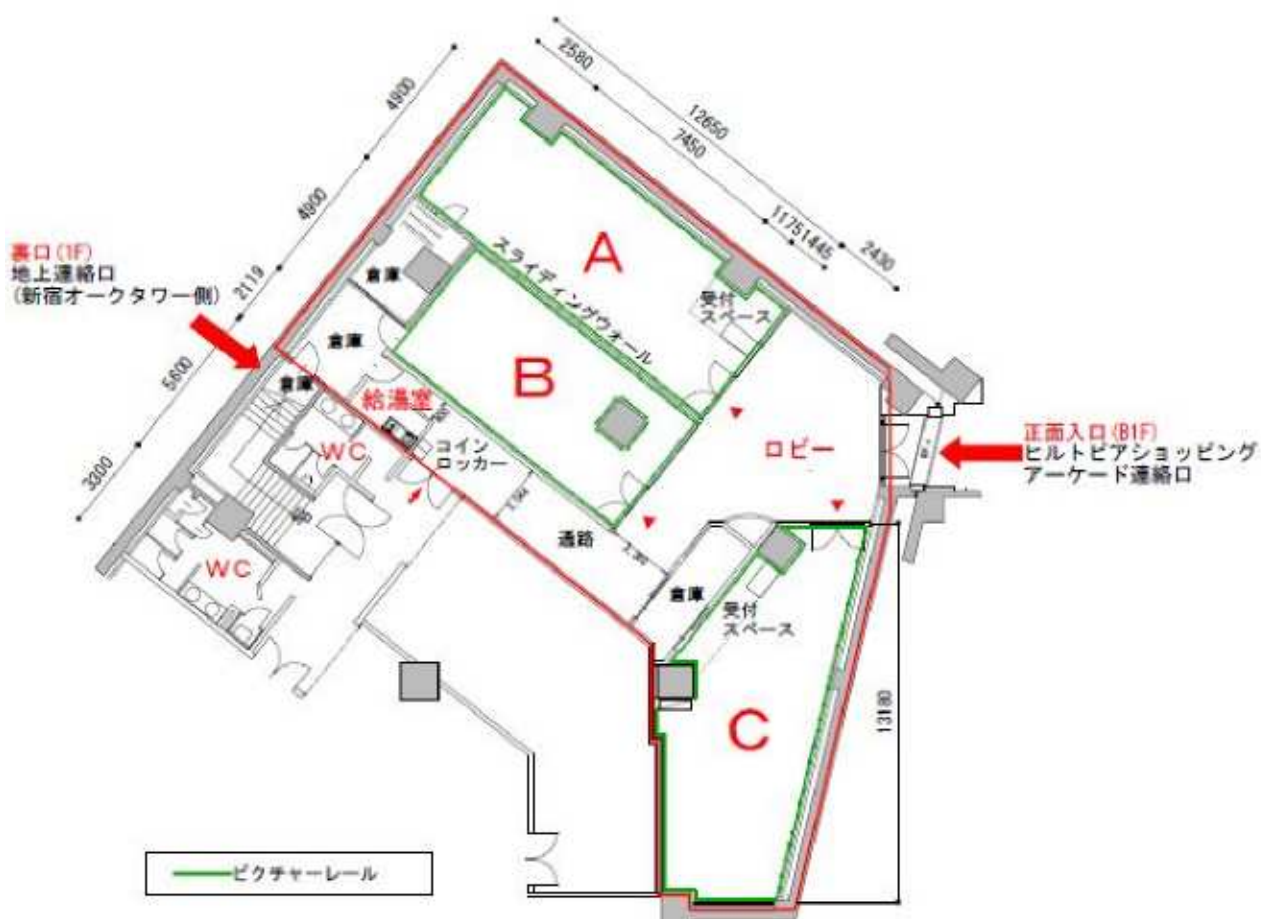 2580
12650
7450
1175
1445
2430
4900
4900
2119
5600
3300
裏口(1F)
地上連絡口
(新宿オークタワー側)
A
スライディングウォール
受付
スペース
倉庫
倉庫
倉庫
B
給湯室
WC
コイン
ロッカー
ロビー
正面入口(B1F)
ヒルトピアショッピング
アーケード連絡口
通路
WC
倉庫
受付
スペース
C
13180
ピクチャーレール